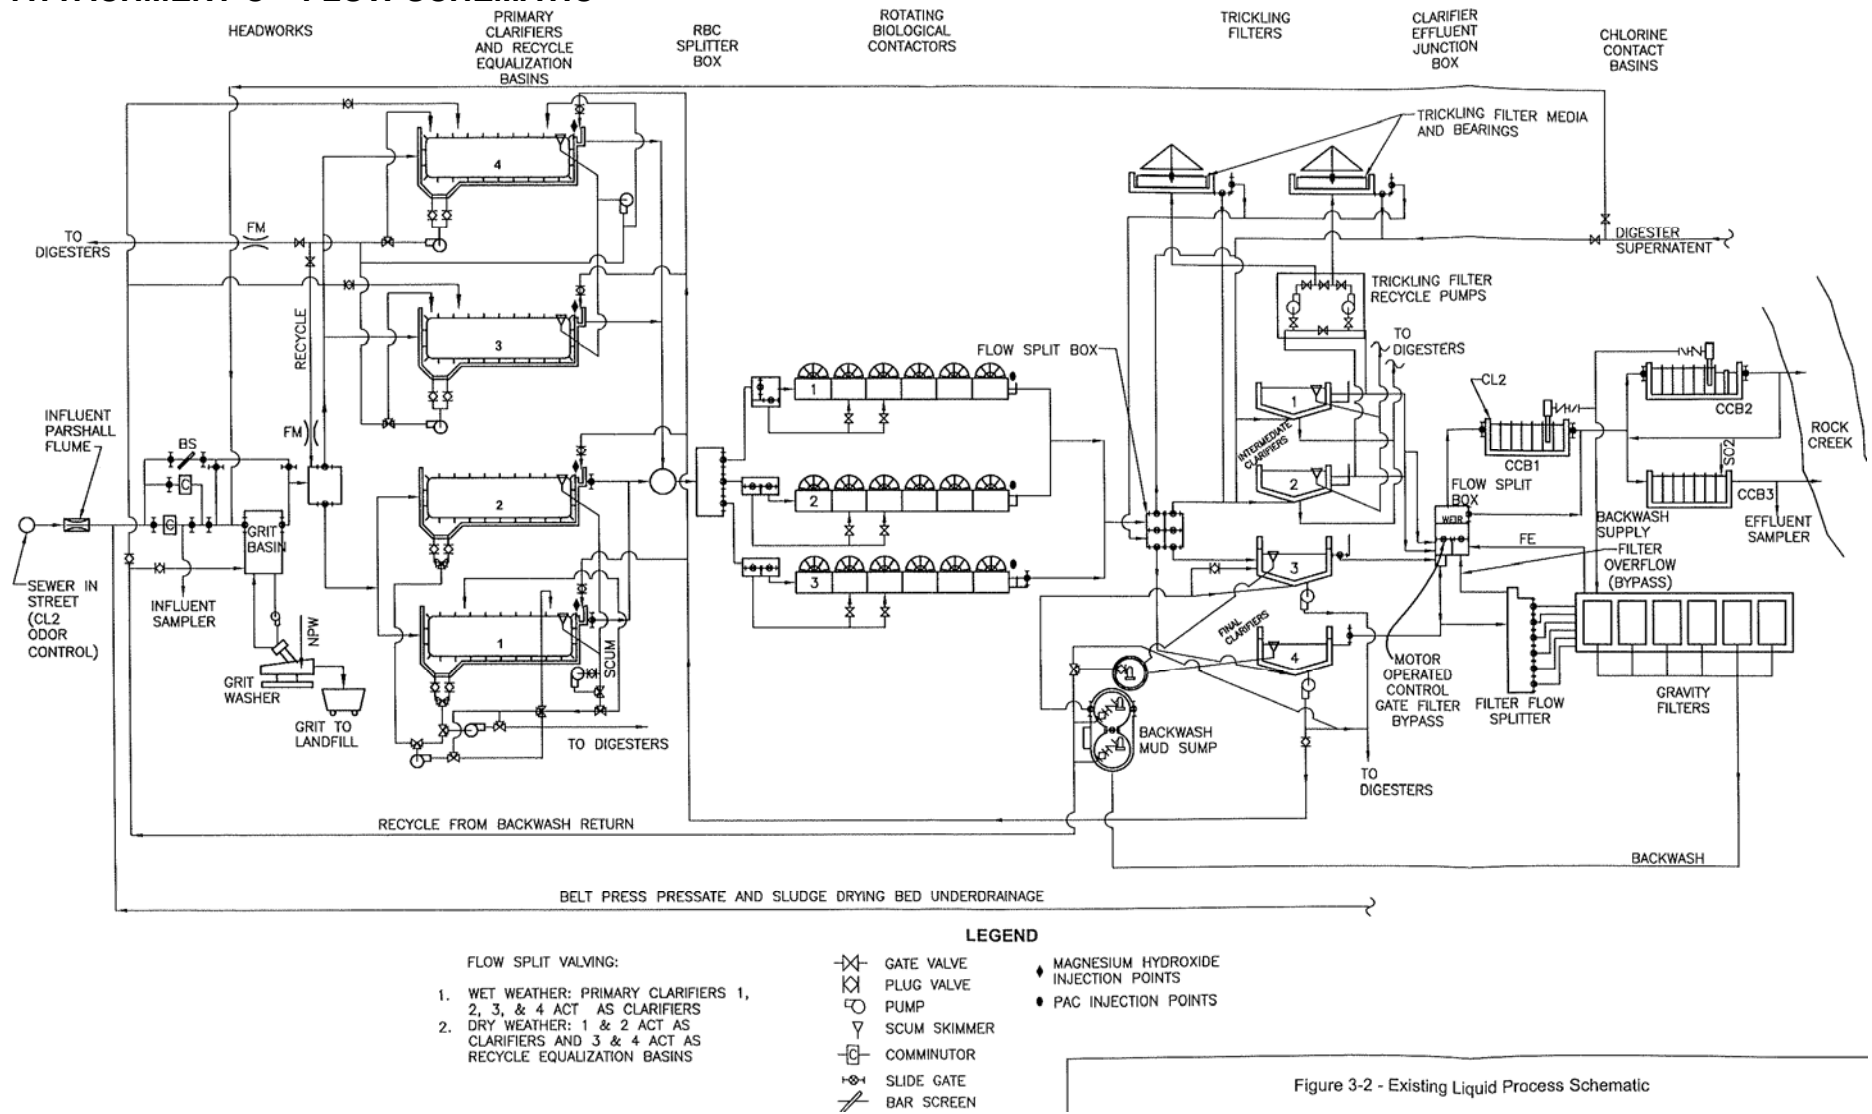 HEADWORKS
PRIMARY
CLARIFIERS
AND RECYCLE
EQUALIZATION
BASINS
RBC
SPLITTER
BOX
ROTATING
BIOLOGICAL
CONTACTORS
TRICKLING
FILTERS
CLARIFIER
EFFLUENT
JUNCTION
BOX
CHLORINE
CONTACT
BASINS
TRICKLING FILTER MEDIA
AND BEARINGS
4
FM
TO
DIGESTERS
DIGESTER
SUPERNATENT
TRICKLING FILTER
RECYCLE PUMPS
RECYCLE
3
FLOW SPLIT BOX
TO
DIGESTERS
1
1
CL2
CCB2
INFLUENT
PARSHALL
FLUME
BS
FM
C
INTERMEDIATE
CLARIFIERS
CCB1
SO2
ROCK
CREEK
2
2
2
FLOW SPLIT
BOX
CCB3
C
GRIT
BASIN
WEIR
BACKWASH
SUPPLY
EFFLUENT
SAMPLER
FE
FILTER
OVERFLOW
(BYPASS)
3
3
SEWER IN
STREET
(CL2
ODOR
CONTROL)
INFLUENT
SAMPLER
NPW
1
SCUM
FINAL
CLARIFIERS
4
GRIT
WASHER
GRIT TO
LANDFILL
MOTOR
OPERATED
CONTROL
GATE FILTER
BYPASS
FILTER FLOW
SPLITTER
GRAVITY
FILTERS
TO DIGESTERS
BACKWASH
MUD SUMP
TO
DIGESTERS
RECYCLE FROM BACKWASH RETURN
BACKWASH
BELT PRESS PRESSATE AND SLUDGE DRYING BED UNDERDRAINAGE
LEGEND
FLOW SPLIT VALVING:
1. WET WEATHER: PRIMARY CLARIFIERS 1,
2, 3, & 4 ACT AS CLARIFIERS
2. DRY WEATHER: 1 & 2 ACT AS
CLARIFIERS AND 3 & 4 ACT AS
RECYCLE EQUALIZATION BASINS
GATE VALVE
PLUG VALVE
PUMP
SCUM SKIMMER
C COMMINUTOR
SLIDE GATE
BAR SCREEN
MAGNESIUM HYDROXIDE
INJECTION POINTS
PAC INJECTION POINTS
Figure 3-2 - Existing Liquid Process Schematic